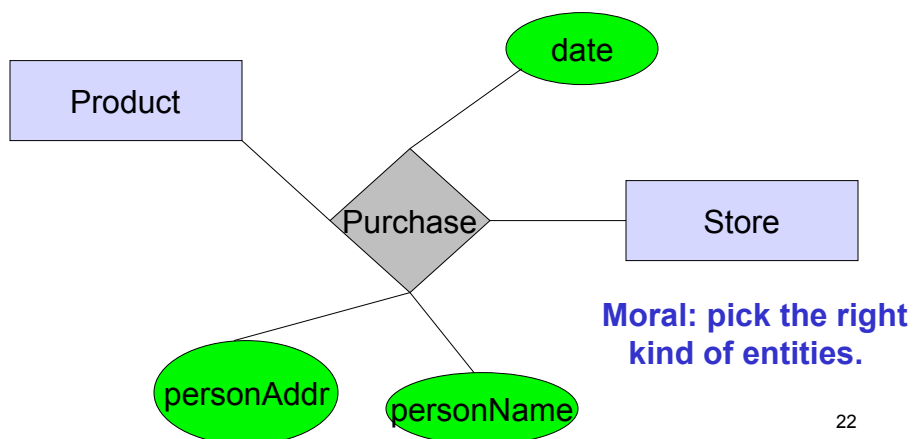 date
Product
Purchase
Store
Moral: pick the right
kind of entities.
personAddr
personName
22